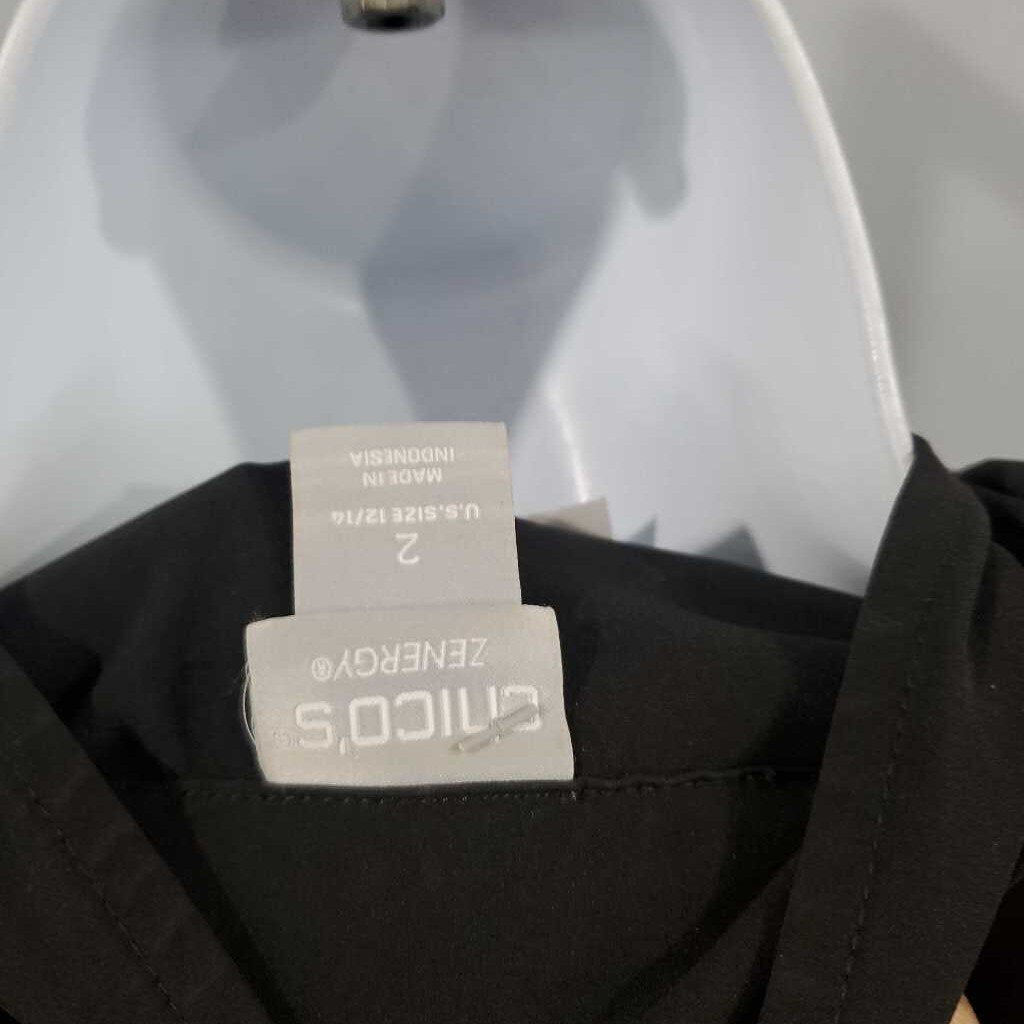 chico's
ZENERGY®
2
U.S.SIZE 12/14
MADE IN
INDONESIA